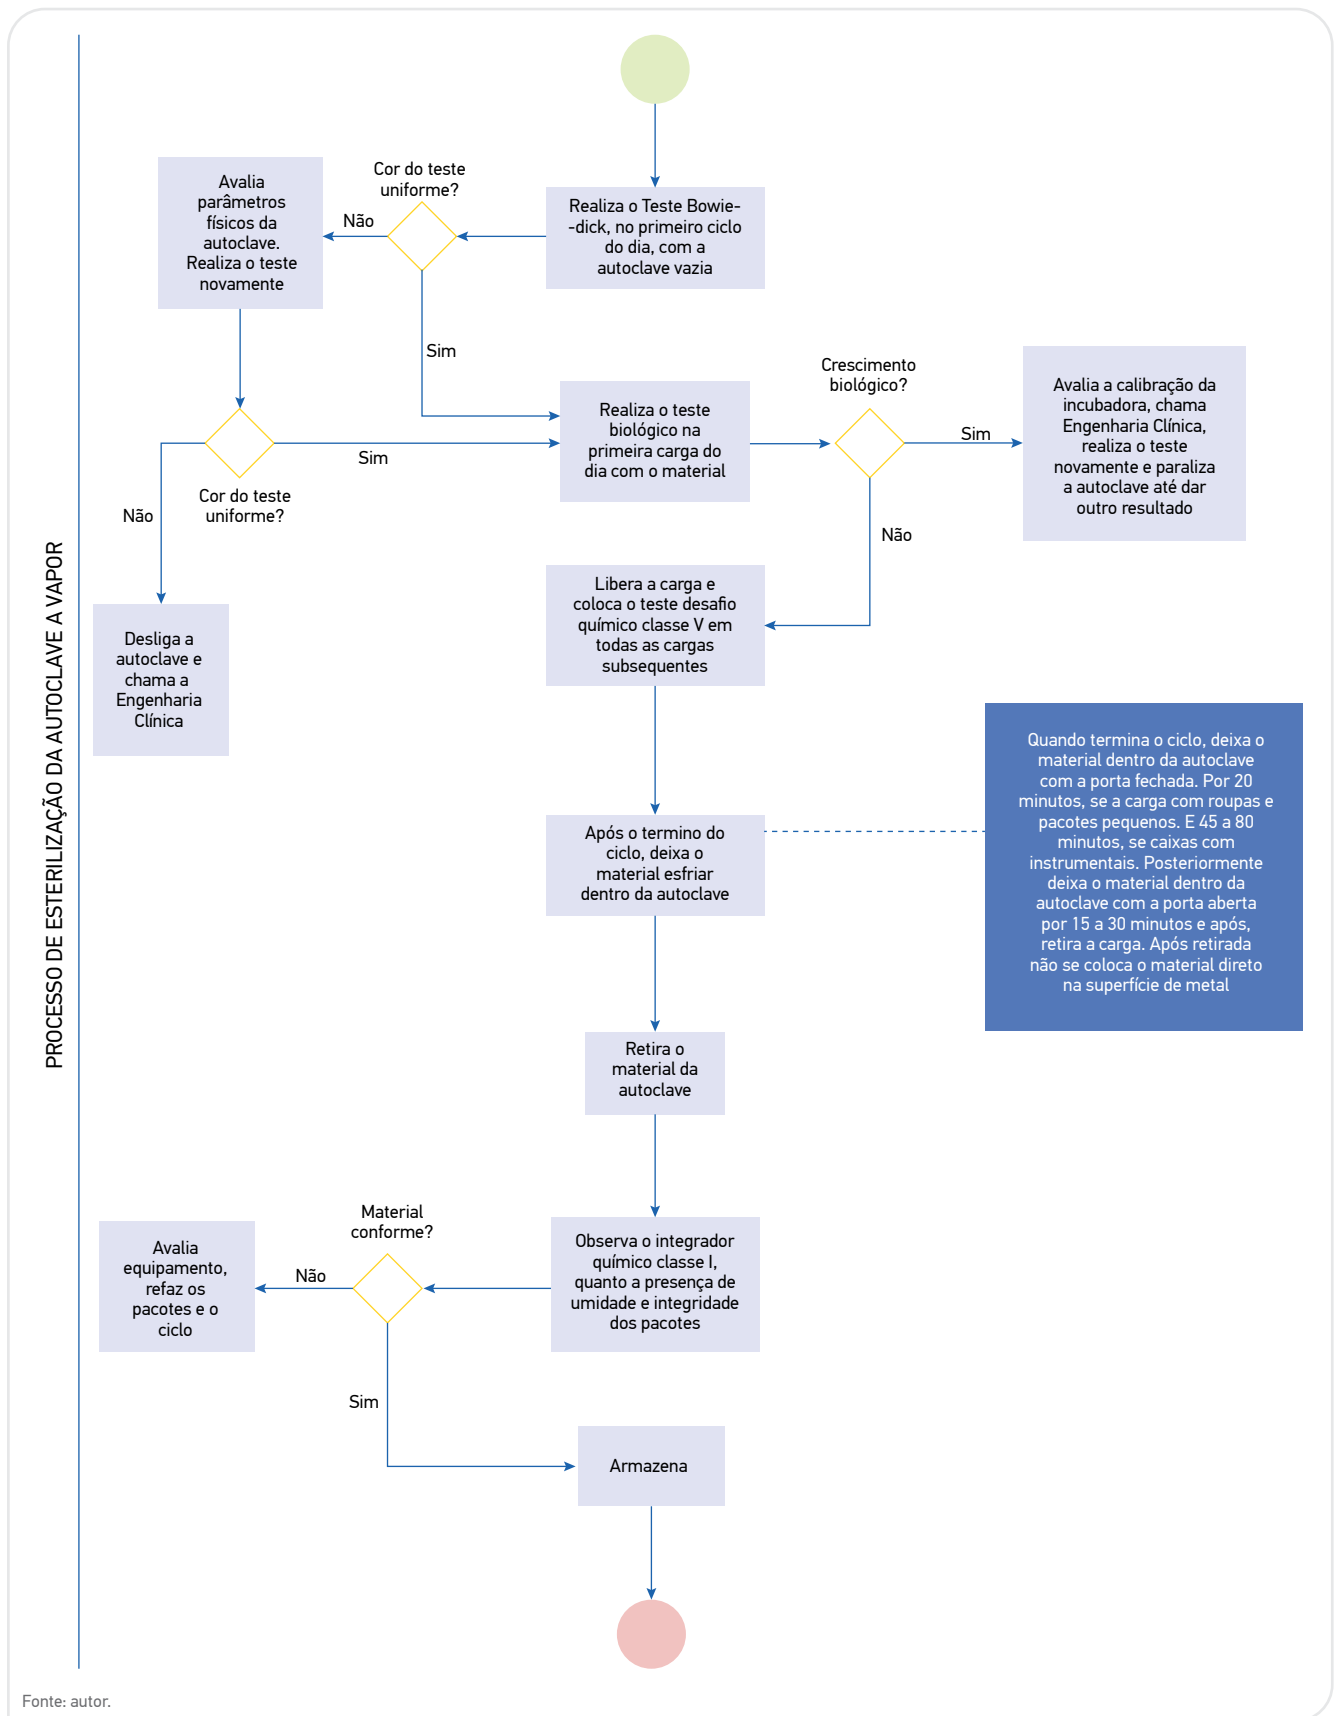 PROCESSO DE ESTERILIZAÇÃO DA AUTOCLAVE A VAPOR
Realiza o Teste Bowie-
-dick, no primeiro ciclo
do dia, com a
autoclave vazia
Cor do teste
uniforme?
Não
Avalia
parâmetros
físicos da
autoclave.
Realiza o teste
novamente
Sim
Cor do teste
uniforme?
Sim
Não
Desliga a
autoclave e
chama a
Engenharia
Clínica
Realiza o teste
biológico na
primeira carga do
dia com o material
Crescimento
biológico?
Sim
Avalia a calibração da
incubadora, chama
Engenharia Clínica,
realiza o teste
novamente e paraliza
a autoclave até dar
outro resultado
Não
Libera a carga e
coloca o teste desafio
químico classe V em
todas as cargas
subsequentes
Após o termino do
ciclo, deixa o
material esfriar
dentro da autoclave
Quando termina o ciclo, deixa o
material dentro da autoclave
com a porta fechada. Por 20
minutos, se a carga com roupas e
pacotes pequenos. E 45 a 80
minutos, se caixas com
instrumentais. Posteriormente
deixa o material dentro da
autoclave com a porta aberta
por 15 a 30 minutos e após,
retira a carga. Após retirada
não se coloca o material direto
na superfície de metal
Retira o
material da
autoclave
Observa o integrador
químico classe I,
quanto a presença de
umidade e integridade
dos pacotes
Material
conforme?
Não
Avalia
equipamento,
refaz os
pacotes e o
ciclo
Sim
Armazena
Fonte: autor.